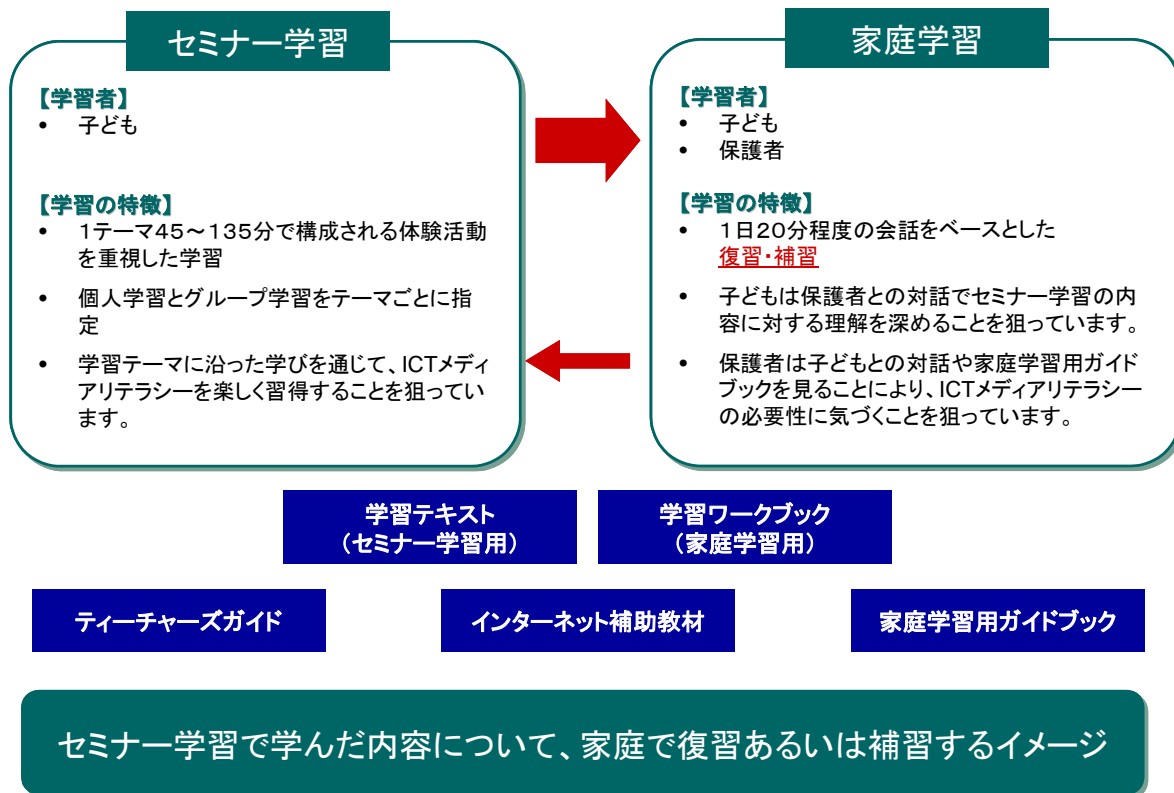 セミナー学習
【学習者】
• 子ども
【学習の特徴】
• 1テーマ45～135分で構成される体験活動
を重視した学習
• 個人学習とグループ学習をテーマごとに指
定
• 学習テーマに沿った学びを通じて、ICTメディ
アリテラシーを楽しく習得することを狙ってい
ます。
家庭学習
【学習者】
• 子ども
• 保護者
【学習の特徴】
• 1日20分程度の会話をベースとした
復習・補習
• 子どもは保護者との対話でセミナー学習の内
容に対する理解を深めることを狙っています。
• 保護者は子どもとの対話や家庭学習用ガイド
ブックを見ることにより、ICTメディアリテラシー
の必要性に気づくことを狙っています。
学習テキスト
（セミナー学習用）
学習ワークブック
（家庭学習用）
ティーチャーズガイド
インターネット補助教材
家庭学習用ガイドブック
セミナー学習で学んだ内容について、家庭で復習あるいは補習するイメージ